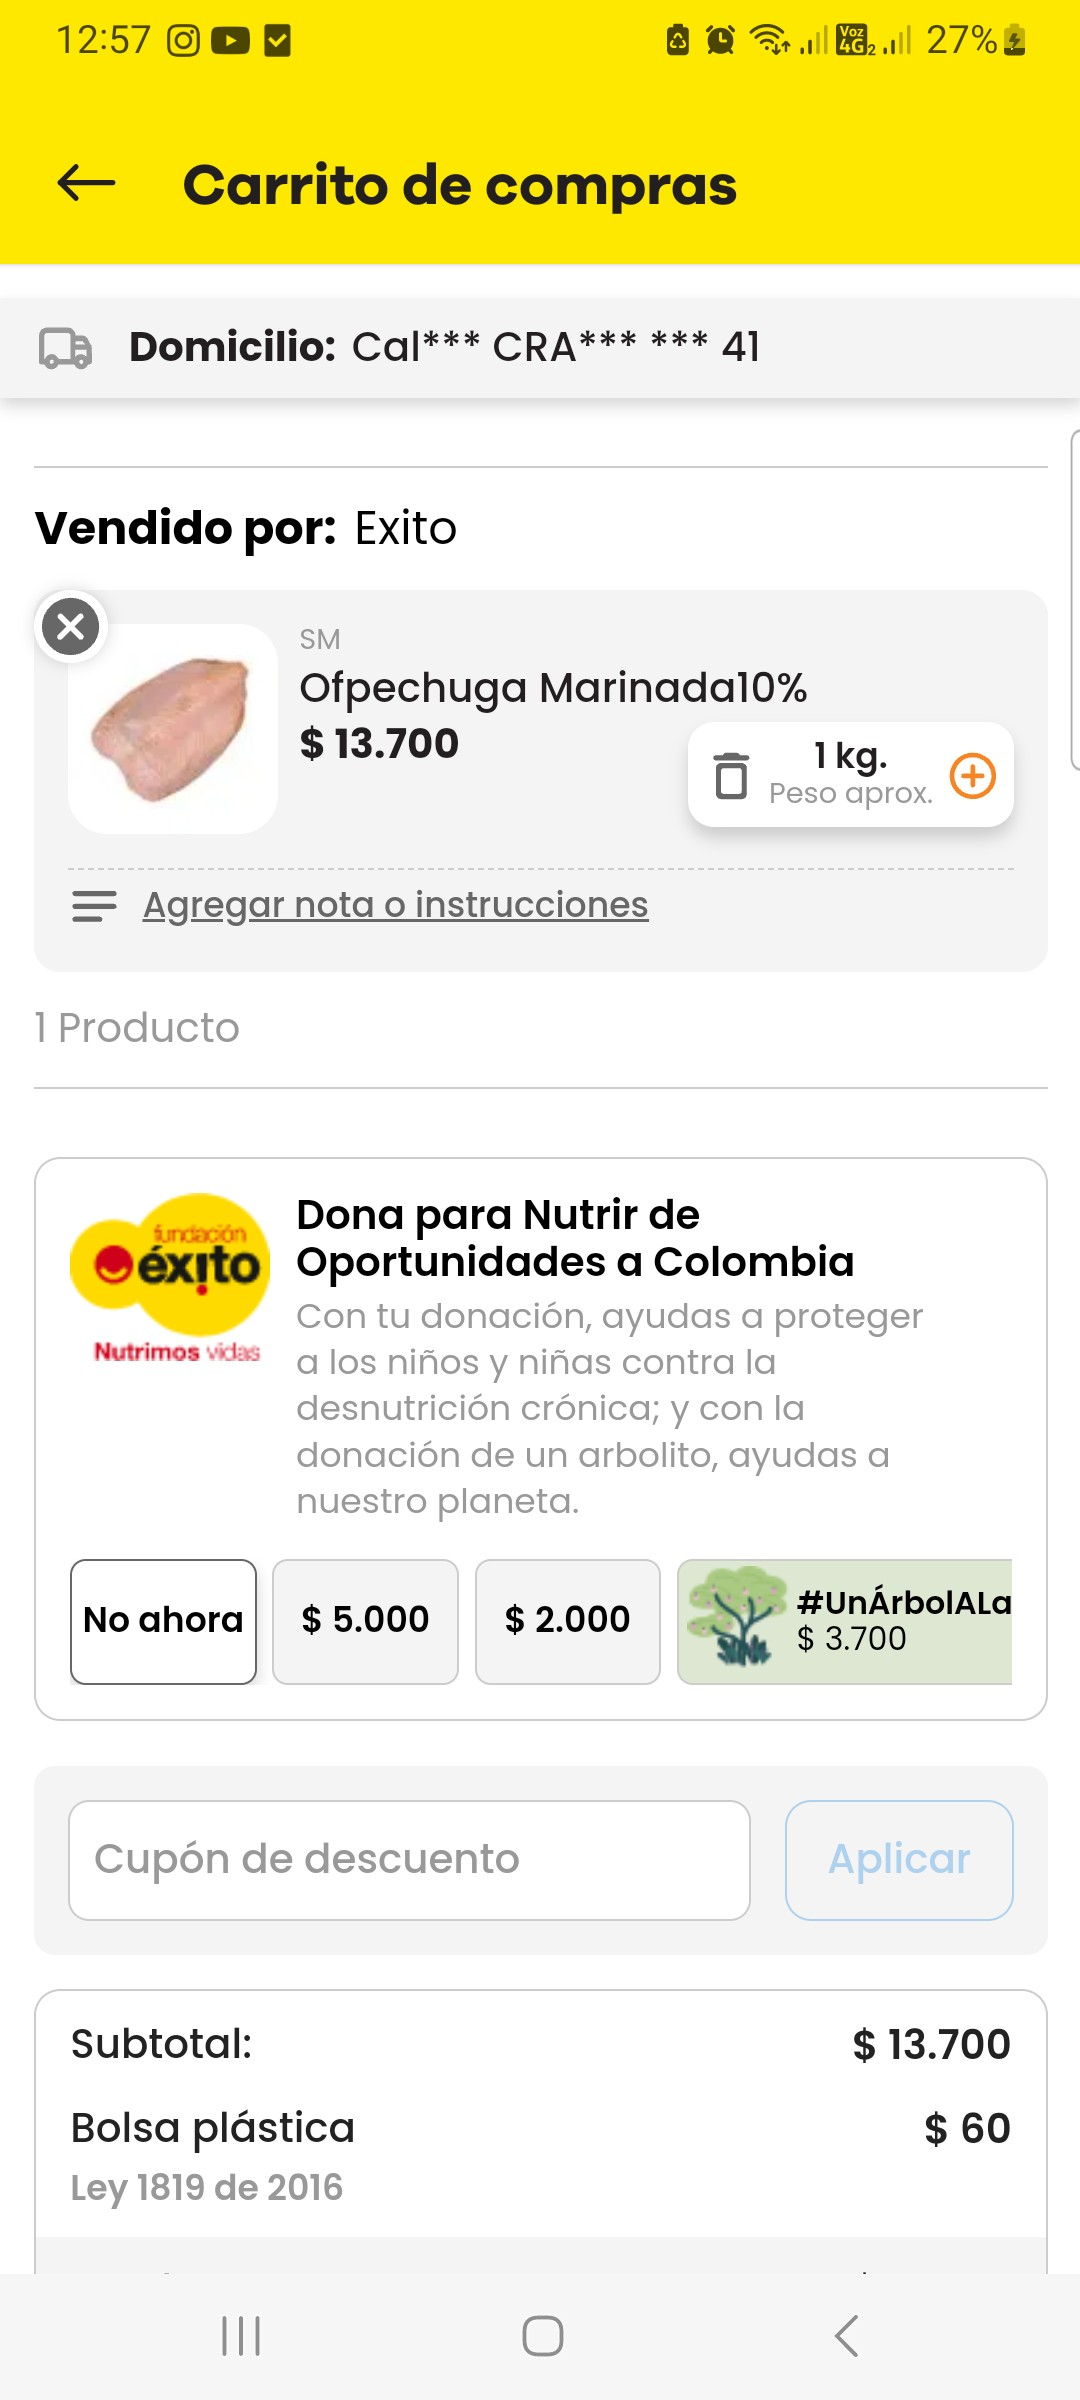 12:57
Voz 4G 2
27%
Carrito de compras
Domicilio: Cal*** CRA*** *** 41
Vendido por: Exito
SM
Ofpechuga Marinada10%
$ 13.700
1 kg.
Peso aprox.
Agregar nota o instrucciones
1 Producto
fundación
éxito
Nutrimos vidas
Dona para Nutrir de
Oportunidades a Colombia
Con tu donación, ayudas a proteger
a los niños y niñas contra la
desnutrición crónica; y con la
donación de un arbolito, ayudas a
nuestro planeta.
No ahora
$ 5.000
$ 2.000
#UnÁrbolALa
$ 3.700
Cupón de descuento
Aplicar
Subtotal: $ 13.700
Bolsa plástica $ 60
Ley 1819 de 2016